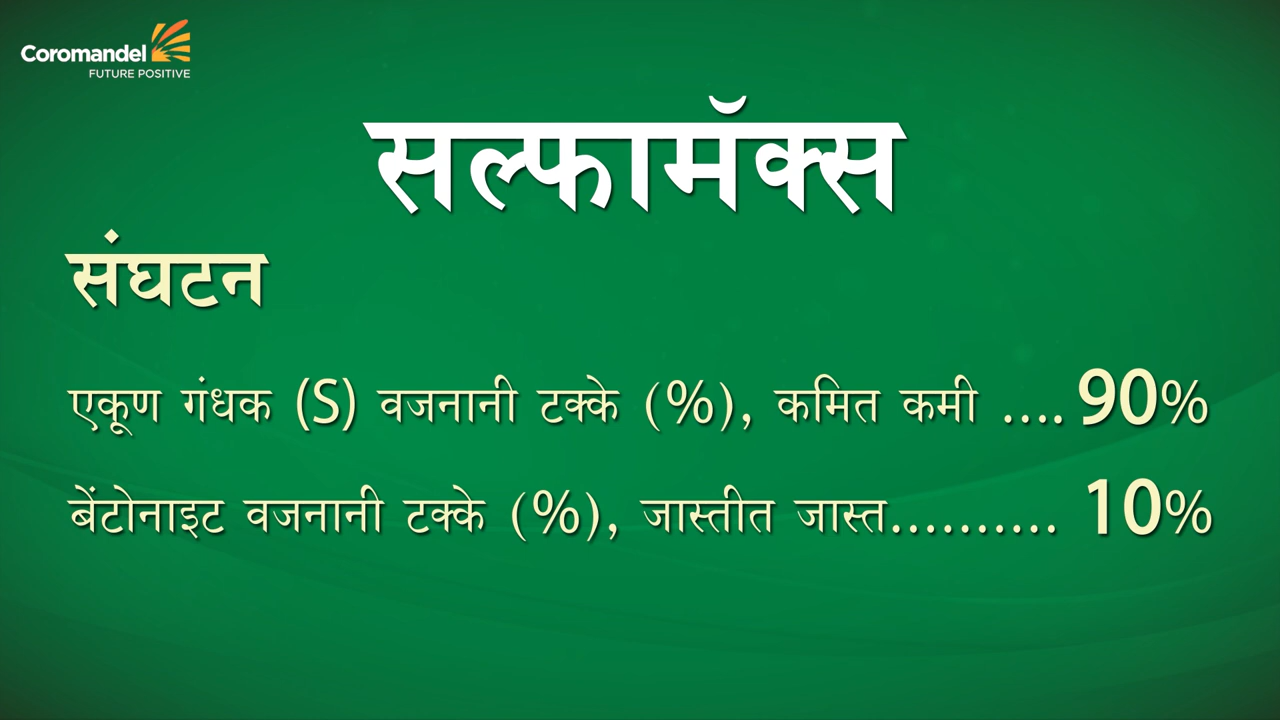 Coromandel
FUTURE POSITIVE
सल्फामॅक्स
संघटन
एकूण गंधक (S) वजनानी टक्के (%), कमित कमी .... 90%
बेंटोनाइट वजनानी टक्के (%), जास्तीत जास्त.......... 10%